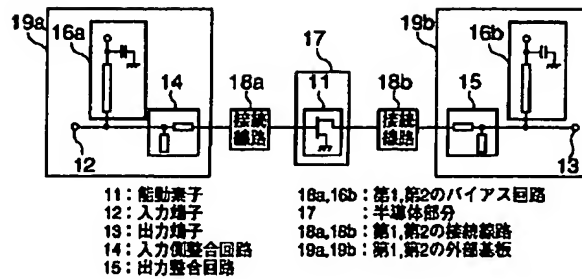 19a
16a
14
12
18a
接続
線路
17
11
18b
接続
線路
19b
16b
15
13
11:能動素子
12:入力端子
13:出力端子
14:入力側整合回路
15:出力整合回路
16a,16b:第1,第2のバイアス回路
17:半導体部分
18a,18b:第1,第2の接続線路
19a,19b:第1,第2の外部基板